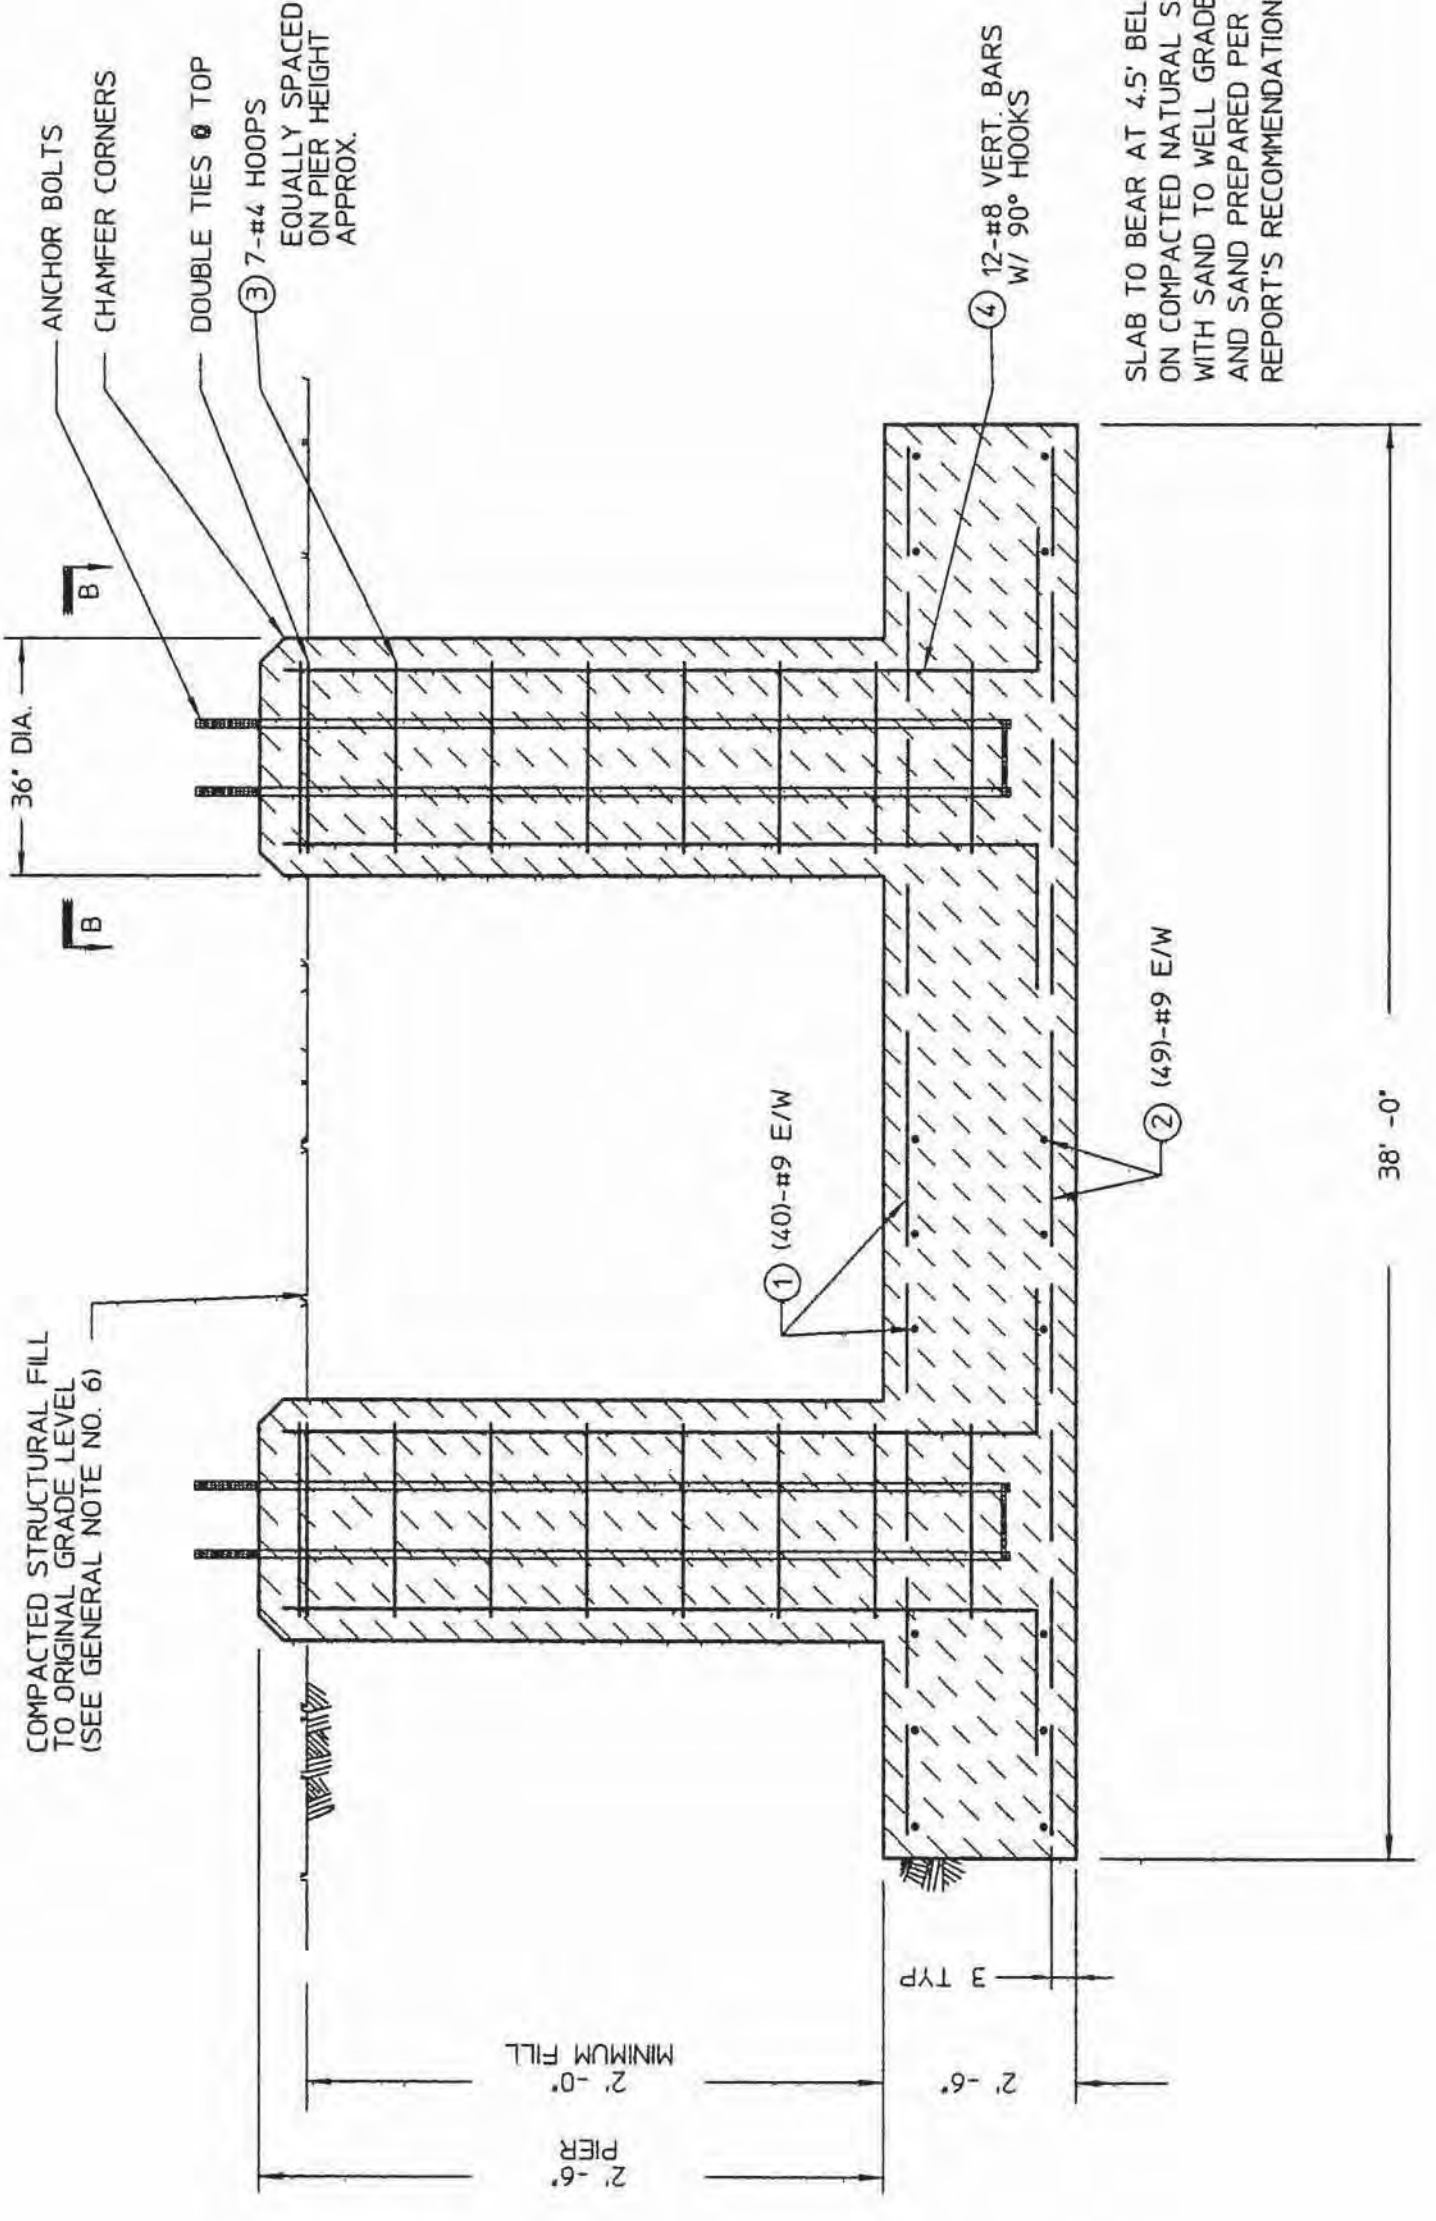 COMPACTED STRUCTURAL FILL
TO ORIGINAL GRADE LEVEL
(SEE GENERAL NOTE NO. 6)
36" DIA.
B
B
ANCHOR BOLTS
CHAMFER CORNERS
DOUBLE TIES @ TOP
3 7-#4 HOOPS
EQUALLY SPACED
ON PIER HEIGHT
APPROX.
4 12-#8 VERT. BARS
W/ 90° HOOKS
1 (40)-#9 E/W
2 (49)-#9 E/W
SLAB TO BEAR AT 4.5' BEL
ON COMPACTED NATURAL S
WITH SAND TO WELL GRADE
AND SAND PREPARED PER
REPORT'S RECOMMENDATION
2'-6"
PIER
2'-0"
MINIMUM FILL
2'-6"
3 TYP
38'-0"